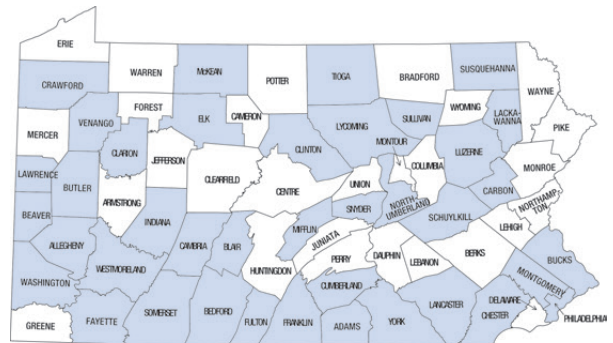 ERIE
CRAWFORD
WARREN
McKEAN
POTTER
TIOGA
BRADFORD
SUSQUEHANNA
WAYNE
FOREST
VENANGO
ELK
CAMERON
WYOMING
LACKA-
WANNA
PIKE
MERCER
CLARION
JEFFERSON
CLINTON
LYCOMING
SULLIVAN
MONTOUR
COLUMBIA
LUZERNE
MONROE
LAWRENCE
BUTLER
ARMSTRONG
CLEARFIELD
CENTRE
UNION
NORTH-
UMBERLAND
CARBON
NORTHAMP
TON
BEAVER
INDIANA
SNYDER
SCHUYLKILL
LEHIGH
ALLEGHENY
CAMBRIA
BLAIR
MIFFLIN
JUNIATA
PERRY
DAUPHIN
LEBANON
BERKS
BUCKS
WASHINGTON
WESTMORELAND
HUNTINGDON
CUMBERLAND
LANCASTER
MONTGOMERY
GREENE
FAYETTE
SOMERSET
BEDFORD
FULTON
FRANKLIN
ADAMS
YORK
CHESTER
DELAWARE
PHILADELPHIA